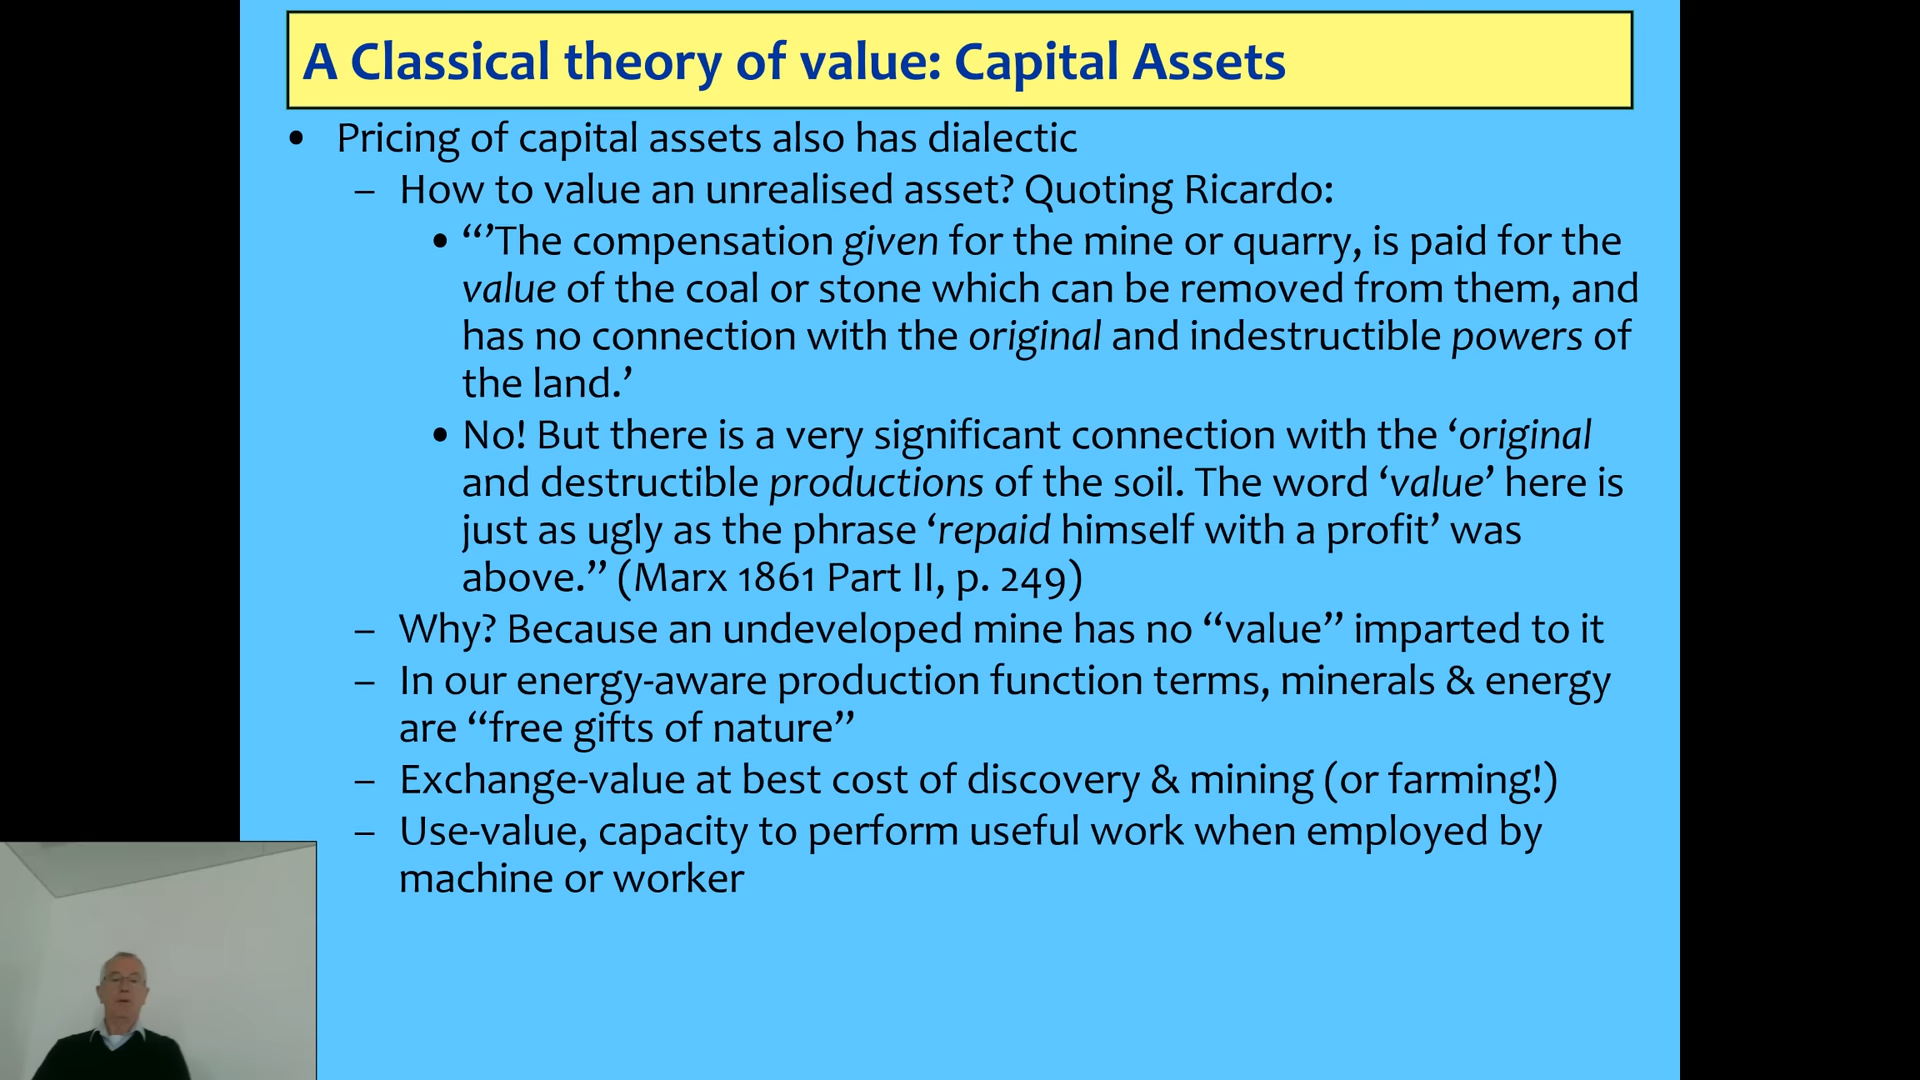 A Classical theory of value: Capital Assets
• Pricing of capital assets also has dialectic
– How to value an unrealised asset? Quoting Ricardo:
• “’The compensation given for the mine or quarry, is paid for the
value of the coal or stone which can be removed from them, and
has no connection with the original and indestructible powers of
the land.’
• No! But there is a very significant connection with the ‘original
and destructible productions of the soil. The word ‘value’ here is
just as ugly as the phrase ‘repaid himself with a profit’ was
above.” (Marx 1861 Part II, p. 249)
– Why? Because an undeveloped mine has no “value” imparted to it
– In our energy-aware production function terms, minerals & energy
are “free gifts of nature”
– Exchange-value at best cost of discovery & mining (or farming!)
– Use-value, capacity to perform useful work when employed by
machine or worker